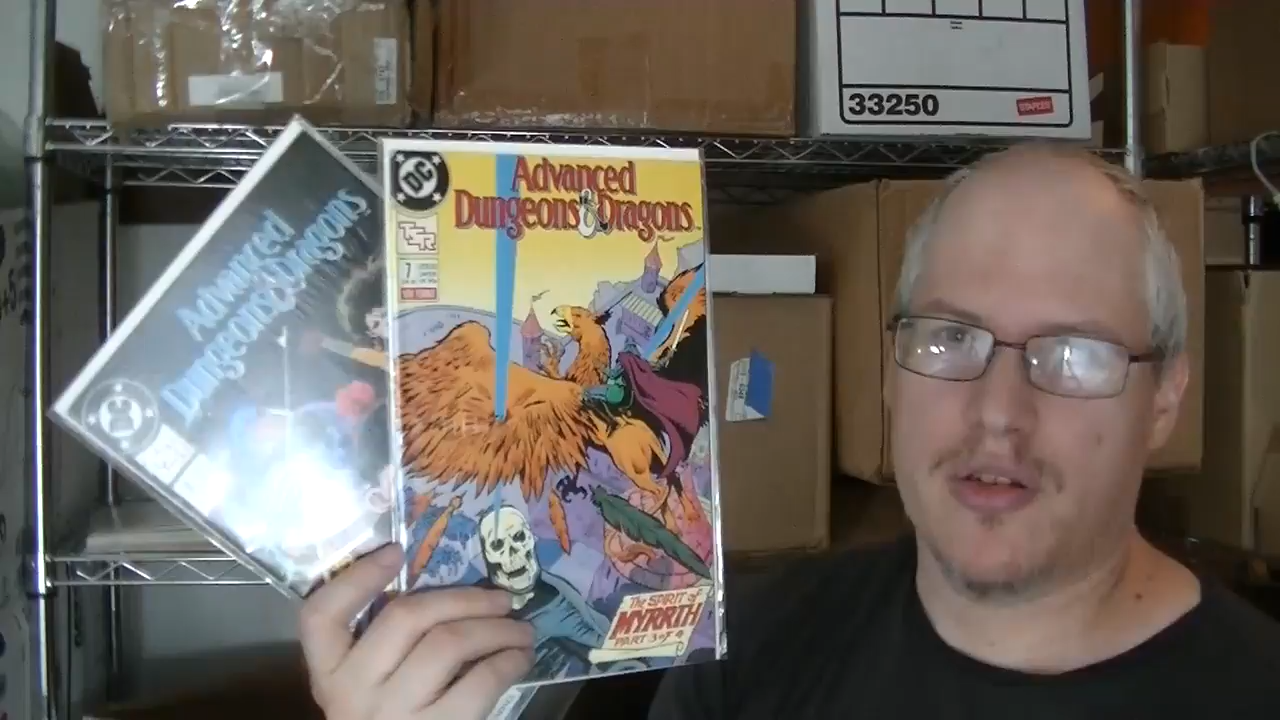 33250
STAPLES
DC
Advanced
Dungeons & Dragons
TSR
7
The SPIRIT of
MYRRTH
PART 3 of 4
Advanced
Dungeons & Dragons
DC